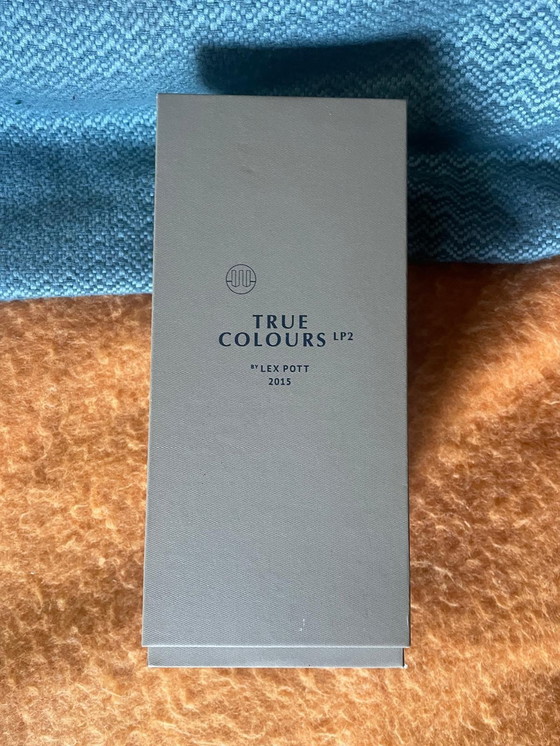 TRUE
COLOURS LP2
BY LEX POTT
2015